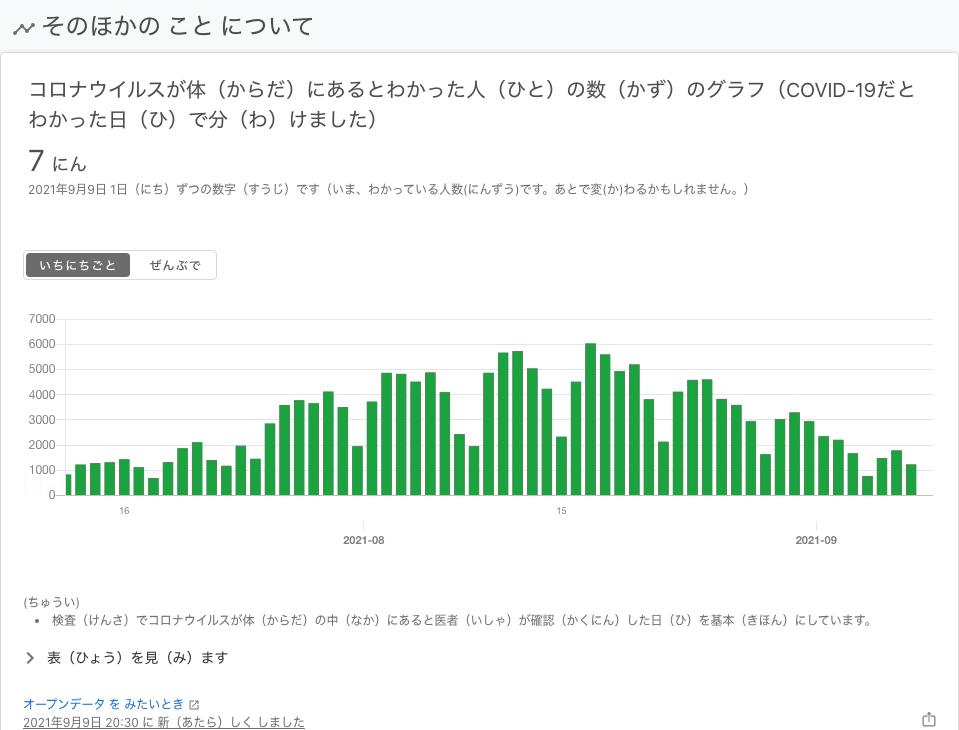 そのほかの こと について
コロナウイルスが体（からだ）にあるとわかった人（ひと）の数（かず）のグラフ（COVID-19だと
わかった日（ひ）で分（わ）けました）
7 にん
2021年9月9日 1日（にち）ずつの数字（すうじ）です（いま、わかっている人数(にんずう)です。あとで変(か)わるかもしれません。）
いちにちごと ぜんぶで
7000
6000
5000
4000
3000
2000
1000
0
16 15
2021-08 2021-09
(ちゅうい)
• 検査（けんさ）でコロナウイルスが体（からだ）の中（なか）にあると医者（いしゃ）が確認（かくにん）した日（ひ）を基本（きほん）にしています。
表（ひょう）を見（み）ます
オープンデータ を みたいとき
2021年9月9日 20:30 に 新（あたら）しく しました